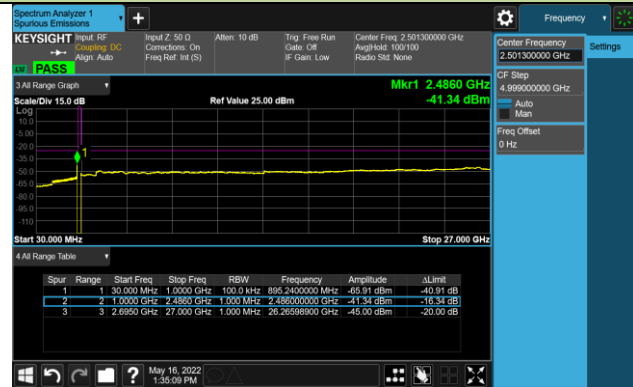 Spectrum Analyzer 1
Spurious Emissions
+
Frequency
KEYSIGHT
Input: RF
Coupling: DC
Align: Auto
Input Z: 50 Ω
Corrections: On
Freq Ref: Int (S)
Atten: 10 dB
Trig: Free Run
Gate: Off
IF Gain: Low
Center Freq: 2.501300000 GHz
Avg|Hold: 100/100
Radio Std: None
PASS
Center Frequency
2.501300000 GHz
Settings
CF Step
4.999000000 GHz
Auto
Man
Freq Offset
0 Hz
3 All Range Graph
Mkr1 2.4860 GHz
Scale/Div 15.0 dB
Ref Value 25.00 dBm
-41.34 dBm
Log
10.0
-5.00
-20.0
-35.0
-50.0
-65.0
-80.0
-95.0
-110
1
Start 30.000 MHz
Stop 27.000 GHz
4 All Range Table
Spur Range Start Freq Stop Freq RBW Frequency Amplitude ΔLimit
1 1 30.000 MHz 1.0000 GHz 100.0 kHz 895.2400000 MHz -65.91 dBm -40.91 dB
2 2 1.0000 GHz 2.4860 GHz 1.000 MHz 2.486000000 GHz -41.34 dBm -16.34 dB
3 3 2.6950 GHz 27.000 GHz 1.000 MHz 26.26598900 GHz -45.00 dBm -20.00 dB
?
May 16, 2022
1:35:09 PM